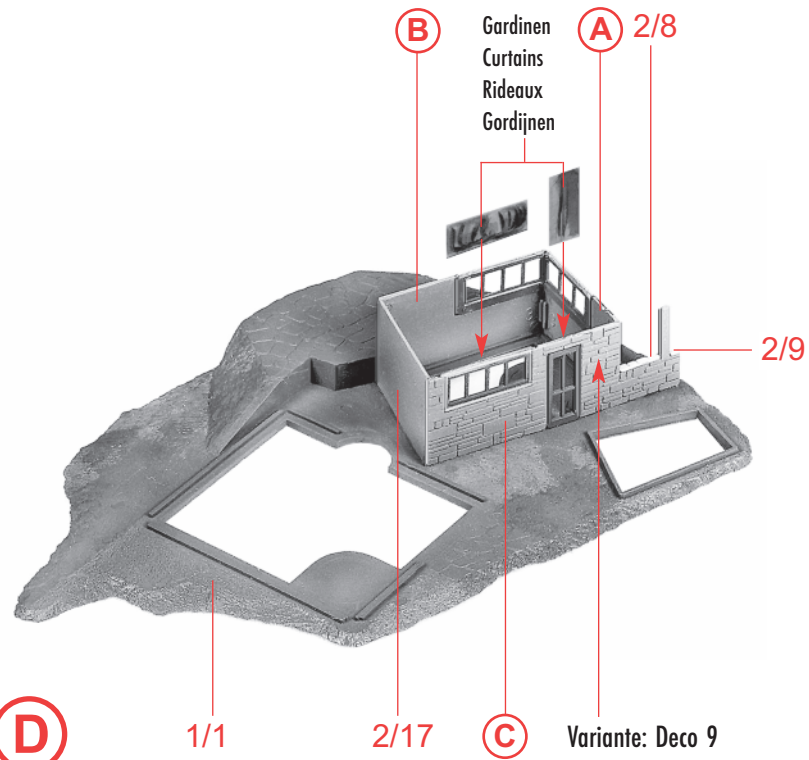 B
Gardinen
Curtains
Rideaux
Gordijnen
A
2/8
2/9
D
1/1
2/17
C
Variante: Deco 9